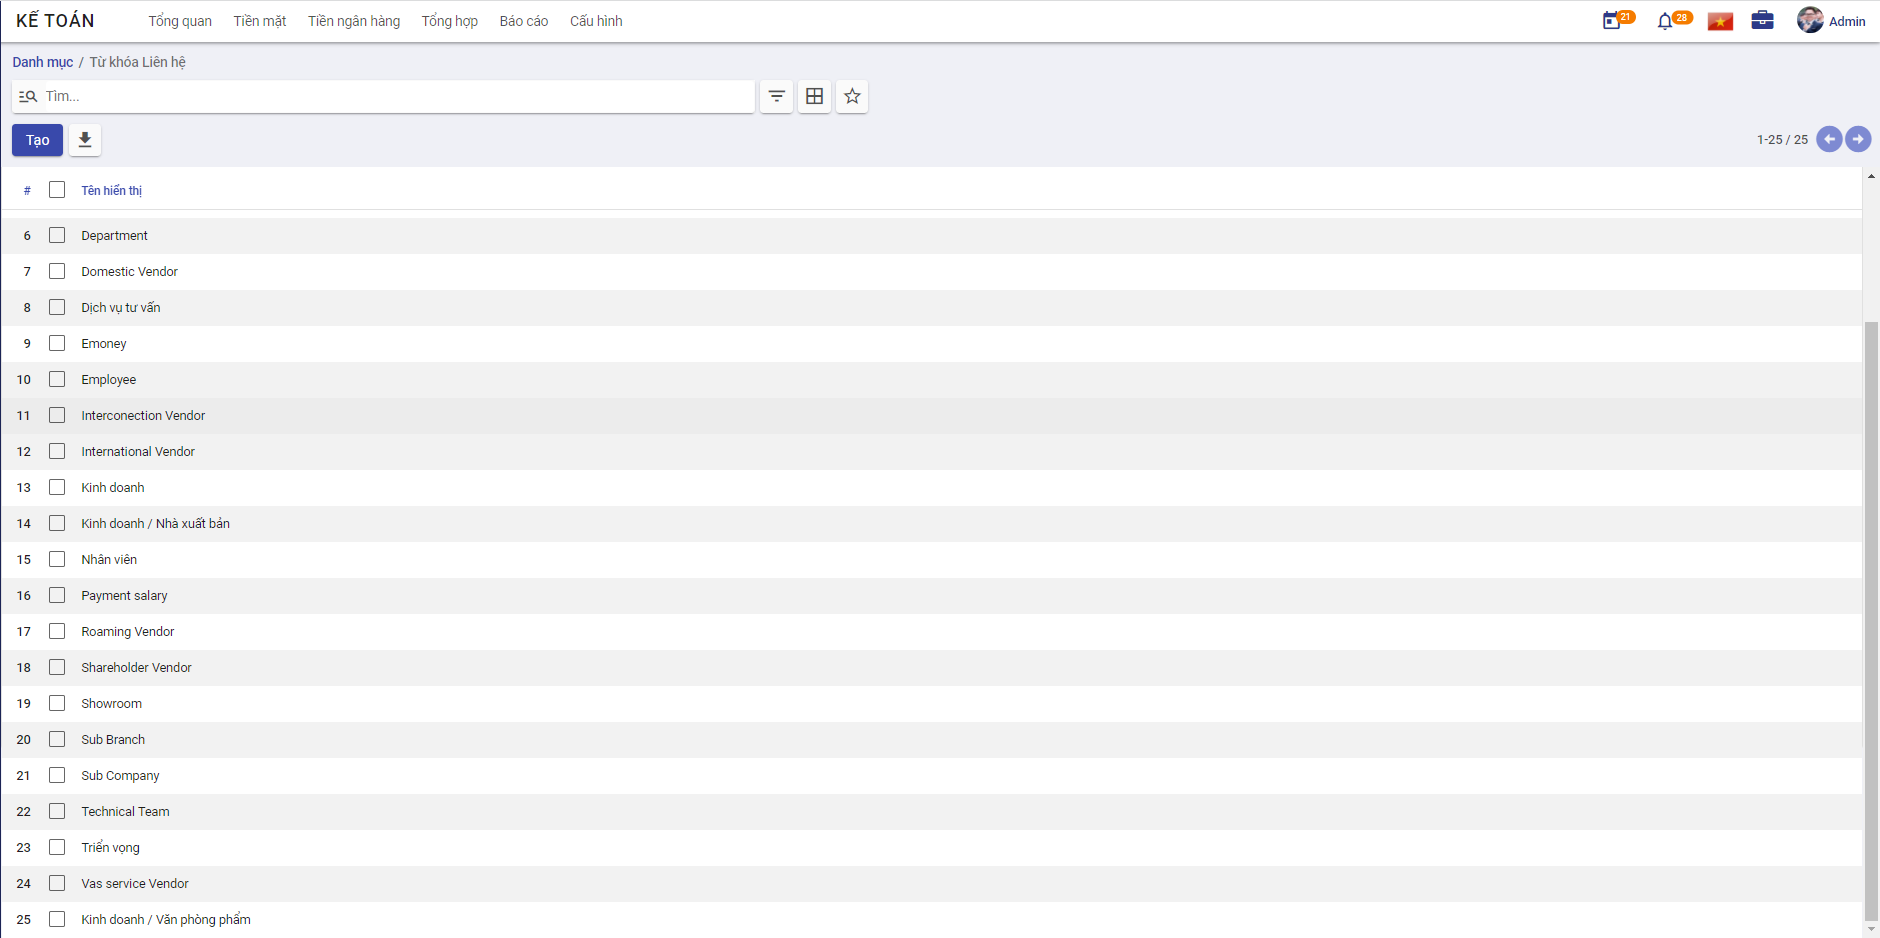 KẾ TOÁN Tổng quan Tiền mặt Tiền ngân hàng Tổng hợp Báo cáo Cấu hình 21 28 Admin
Danh mục / Từ khóa Liên hệ
Tìm...
Tạo 1-25 / 25
# Tên hiển thị
6 Department
7 Domestic Vendor
8 Dịch vụ tư vấn
9 Emoney
10 Employee
11 Interconection Vendor
12 International Vendor
13 Kinh doanh
14 Kinh doanh / Nhà xuất bản
15 Nhân viên
16 Payment salary
17 Roaming Vendor
18 Shareholder Vendor
19 Showroom
20 Sub Branch
21 Sub Company
22 Technical Team
23 Triển vọng
24 Vas service Vendor
25 Kinh doanh / Văn phòng phẩm